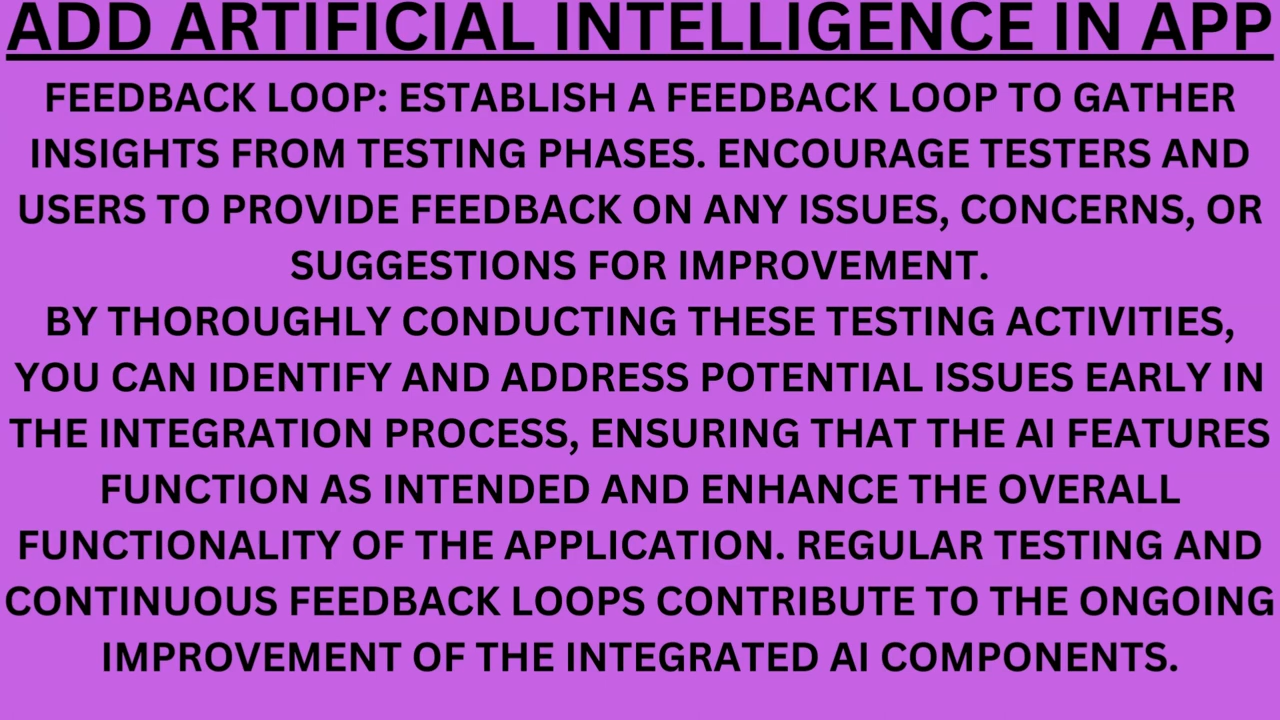 ADD ARTIFICIAL INTELLIGENCE IN APP
FEEDBACK LOOP: ESTABLISH A FEEDBACK LOOP TO GATHER
INSIGHTS FROM TESTING PHASES. ENCOURAGE TESTERS AND
USERS TO PROVIDE FEEDBACK ON ANY ISSUES, CONCERNS, OR
SUGGESTIONS FOR IMPROVEMENT.
BY THOROUGHLY CONDUCTING THESE TESTING ACTIVITIES,
YOU CAN IDENTIFY AND ADDRESS POTENTIAL ISSUES EARLY IN
THE INTEGRATION PROCESS, ENSURING THAT THE AI FEATURES
FUNCTION AS INTENDED AND ENHANCE THE OVERALL
FUNCTIONALITY OF THE APPLICATION. REGULAR TESTING AND
CONTINUOUS FEEDBACK LOOPS CONTRIBUTE TO THE ONGOING
IMPROVEMENT OF THE INTEGRATED AI COMPONENTS.